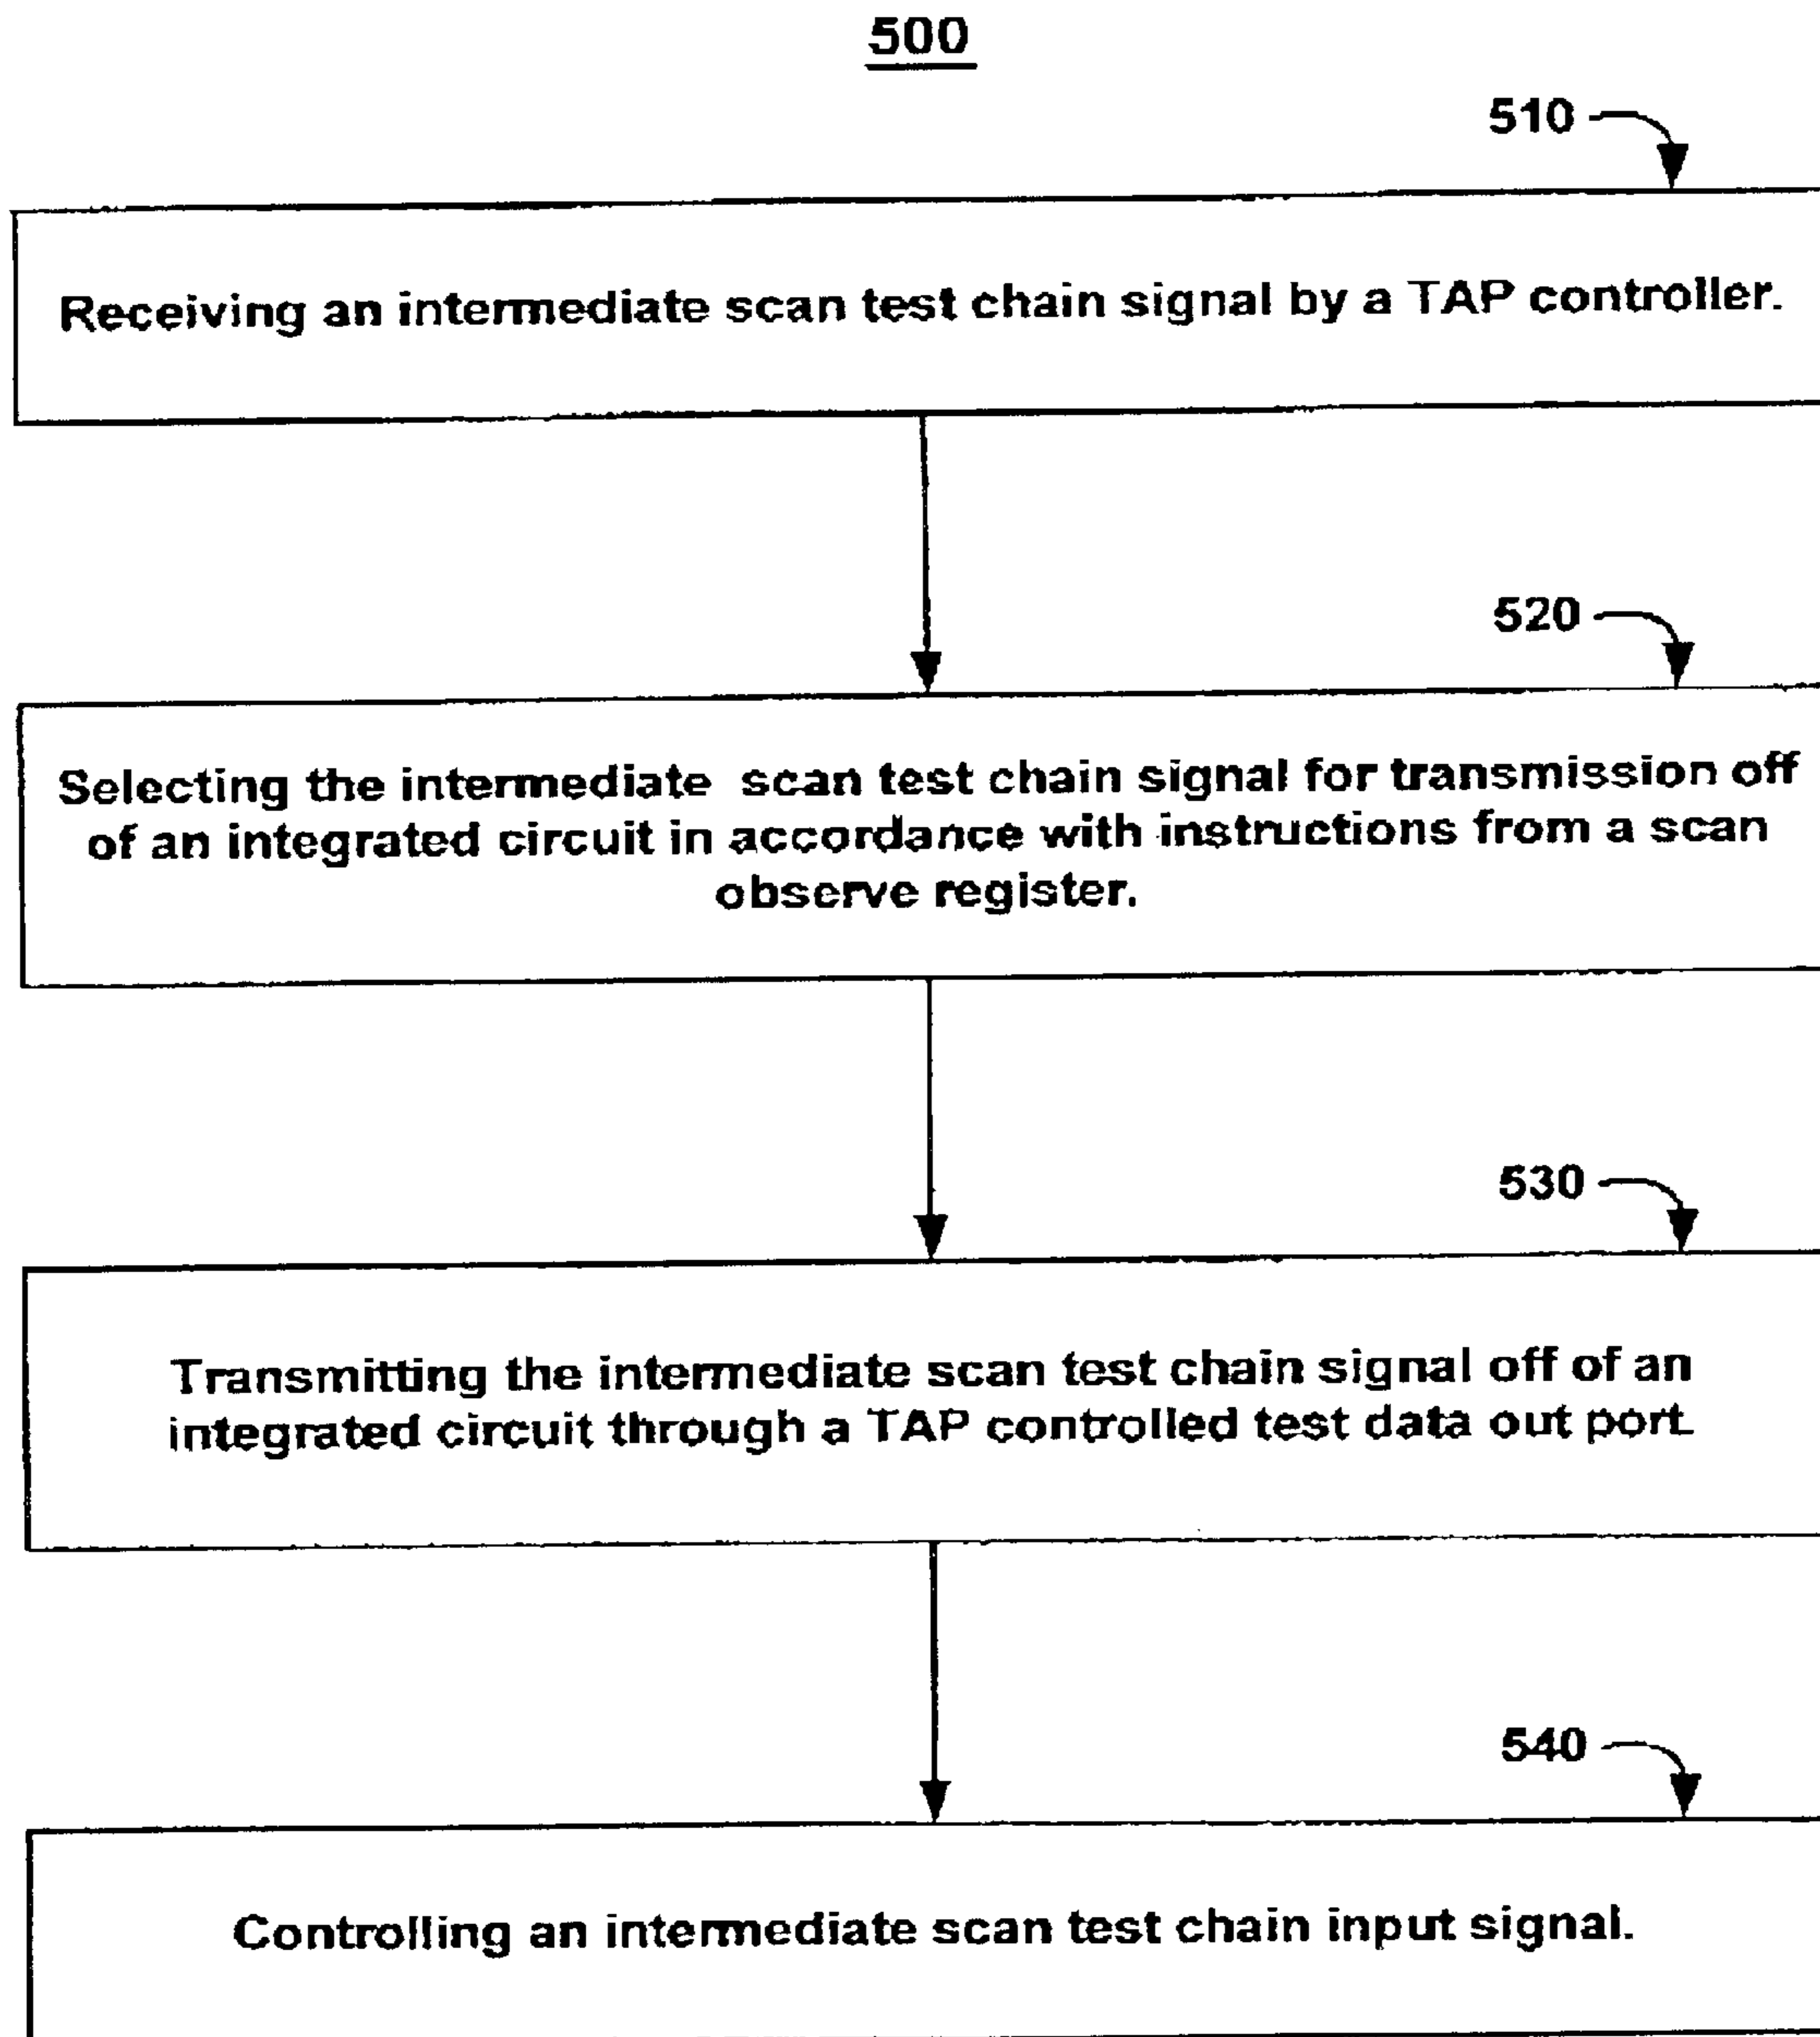 500
510
Receiving an intermediate scan test chain signal by a TAP controller.
520
Selecting the intermediate scan test chain signal for transmission off
of an integrated circuit in accordance with instructions from a scan
observe register.
530
Transmitting the intermediate scan test chain signal off of an
integrated circuit through a TAP controlled test data out port.
540
Controlling an intermediate scan test chain input signal.